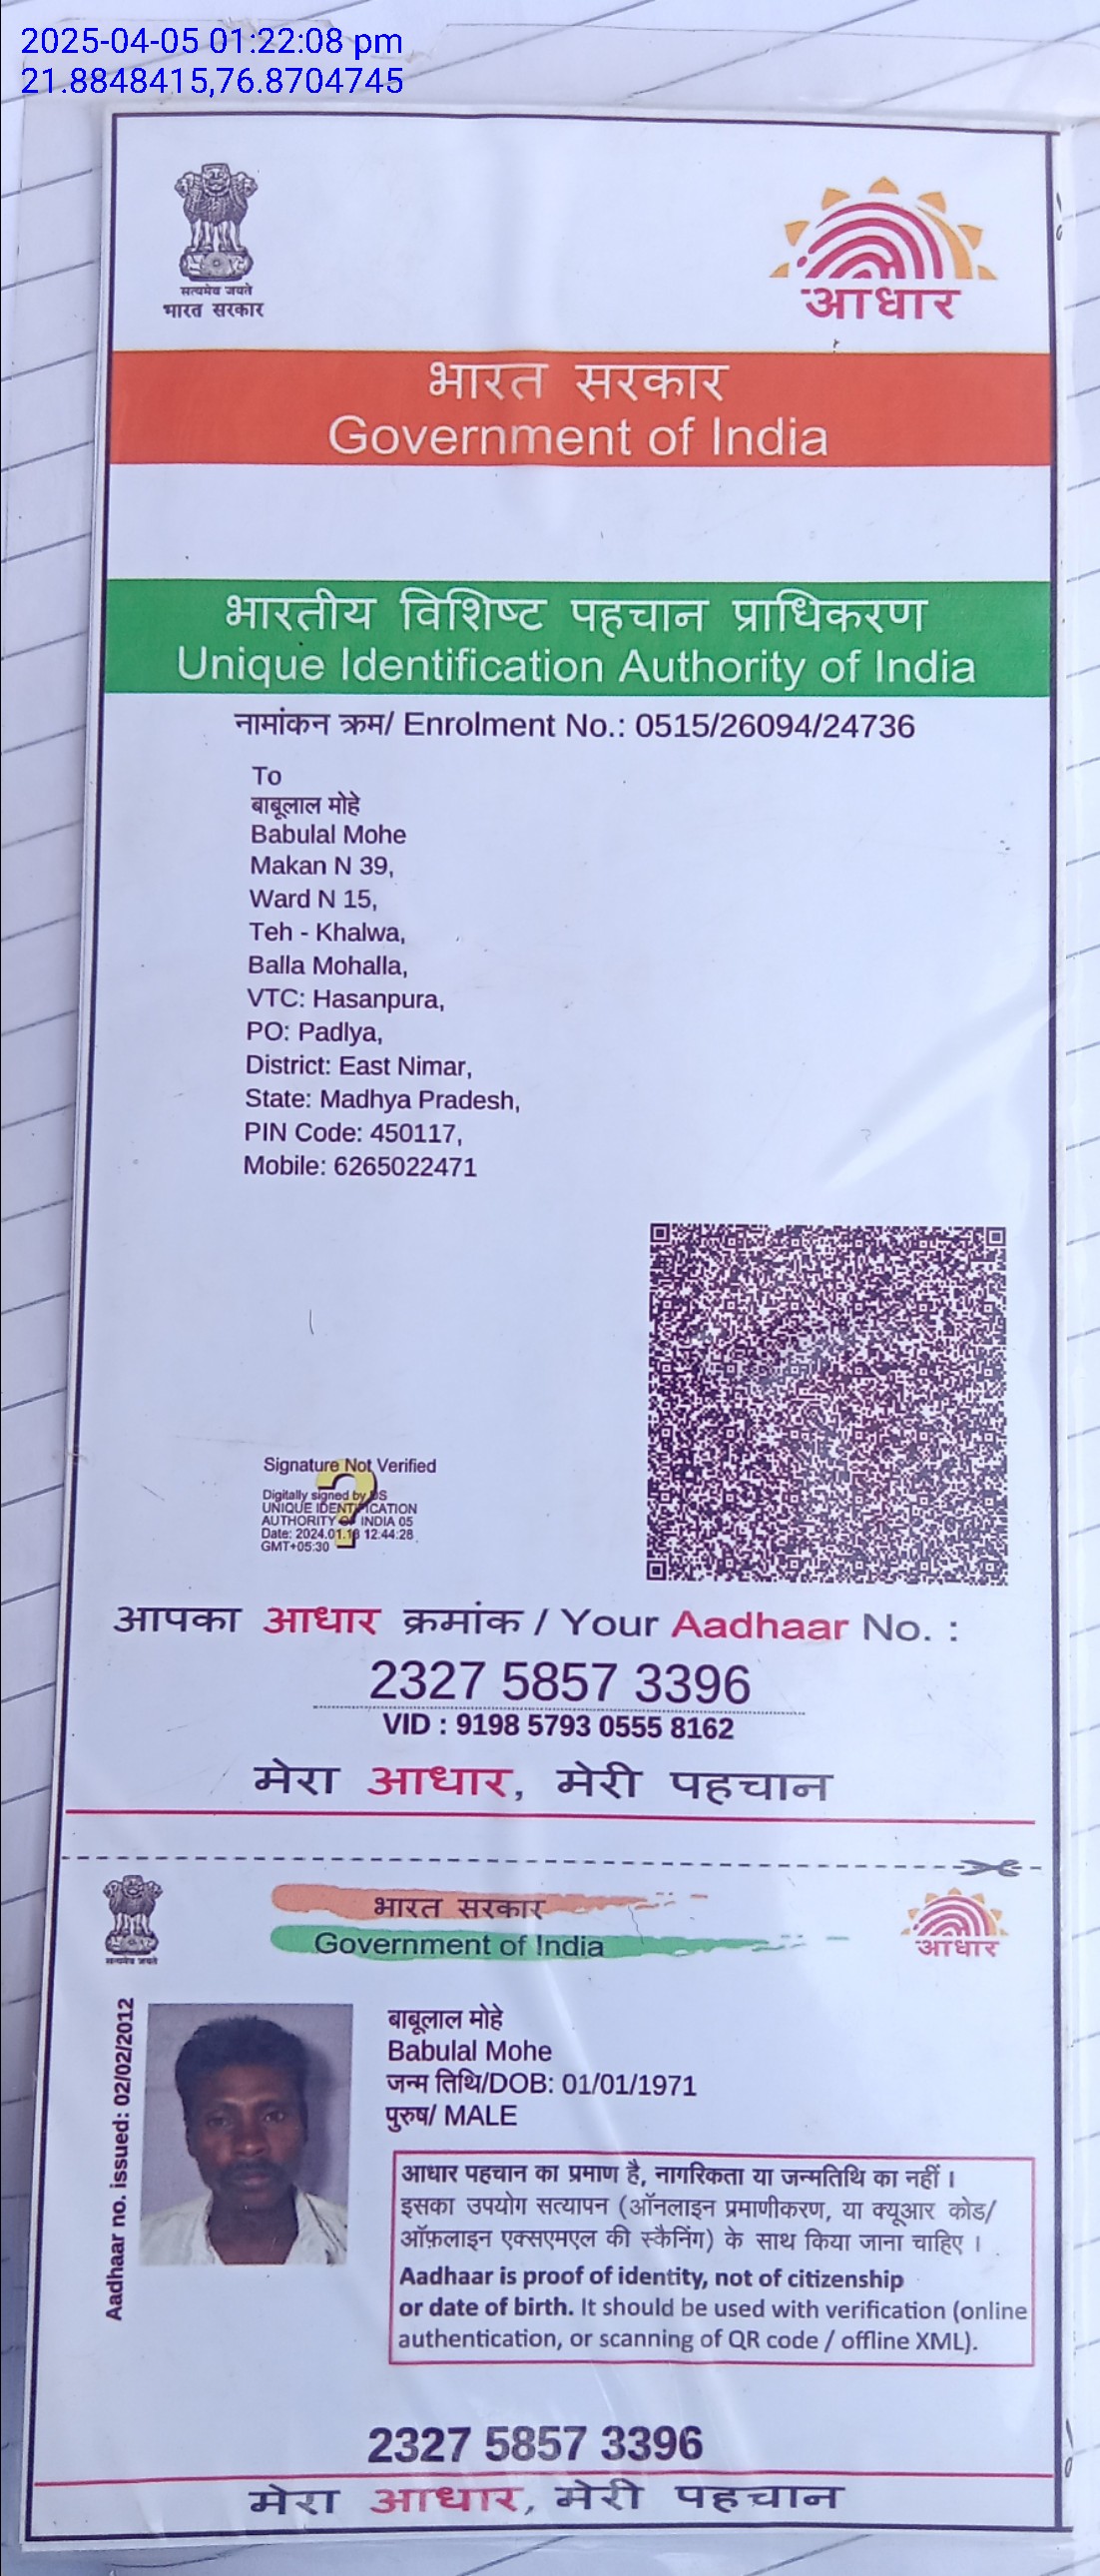 2025-04-05 01:22:08 pm
21.8848415,76.8704745
सत्यमेव जयते
भारत सरकार
आधार
भारत सरकार
Government of India
भारतीय विशिष्ट पहचान प्राधिकरण
Unique Identification Authority of India
नामांकन क्रम/ Enrolment No.: 0515/26094/24736
To
बाबूलाल मोहे
Babulal Mohe
Makan N 39,
Ward N 15,
Teh - Khalwa,
Balla Mohalla,
VTC: Hasanpura,
PO: Padlya,
District: East Nimar,
State: Madhya Pradesh,
PIN Code: 450117,
Mobile: 6265022471
Signature Not Verified
Digitally signed by DS
UNIQUE IDENTIFICATION
AUTHORITY OF INDIA 05
Date: 2024.01.18 12:44:28
GMT+05:30
आपका आधार क्रमांक / Your Aadhaar No. :
2327 5857 3396
VID : 9198 5793 0555 8162
मेरा आधार, मेरी पहचान
सत्यमेव जयते
भारत सरकार
Government of India
आधार
Aadhaar no. issued: 02/02/2012
बाबूलाल मोहे
Babulal Mohe
जन्म तिथि/DOB: 01/01/1971
पुरुष/ MALE
आधार पहचान का प्रमाण है, नागरिकता या जन्मतिथि का नहीं ।
इसका उपयोग सत्यापन (ऑनलाइन प्रमाणीकरण, या क्यूआर कोड/
ऑफ़लाइन एक्सएमएल की स्कैनिंग) के साथ किया जाना चाहिए ।
Aadhaar is proof of identity, not of citizenship
or date of birth. It should be used with verification (online
authentication, or scanning of QR code / offline XML).
2327 5857 3396
मेरा आधार, मेरी पहचान